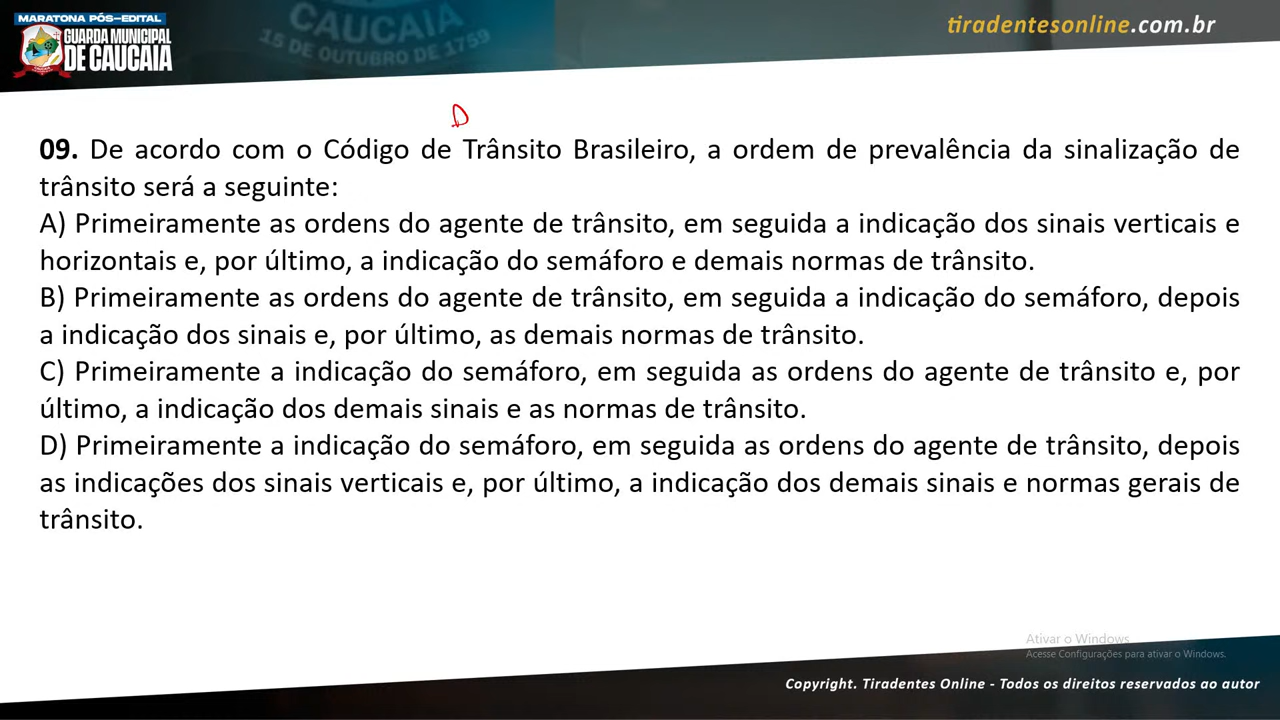 MARATONA PÓS-EDITAL
GUARDA MUNICIPAL
DE CAUCAIA
CAUCAIA
15 DE OUTUBRO DE 1759
tiradentesonline.com.br
D
09. De acordo com o Código de Trânsito Brasileiro, a ordem de prevalência da sinalização de
trânsito será a seguinte:
A) Primeiramente as ordens do agente de trânsito, em seguida a indicação dos sinais verticais e
horizontais e, por último, a indicação do semáforo e demais normas de trânsito.
B) Primeiramente as ordens do agente de trânsito, em seguida a indicação do semáforo, depois
a indicação dos sinais e, por último, as demais normas de trânsito.
C) Primeiramente a indicação do semáforo, em seguida as ordens do agente de trânsito e, por
último, a indicação dos demais sinais e as normas de trânsito.
D) Primeiramente a indicação do semáforo, em seguida as ordens do agente de trânsito, depois
as indicações dos sinais verticais e, por último, a indicação dos demais sinais e normas gerais de
trânsito.
Ativar o Windows
Acesse Configurações para ativar o Windows.
Copyright. Tiradentes Online - Todos os direitos reservados ao autor